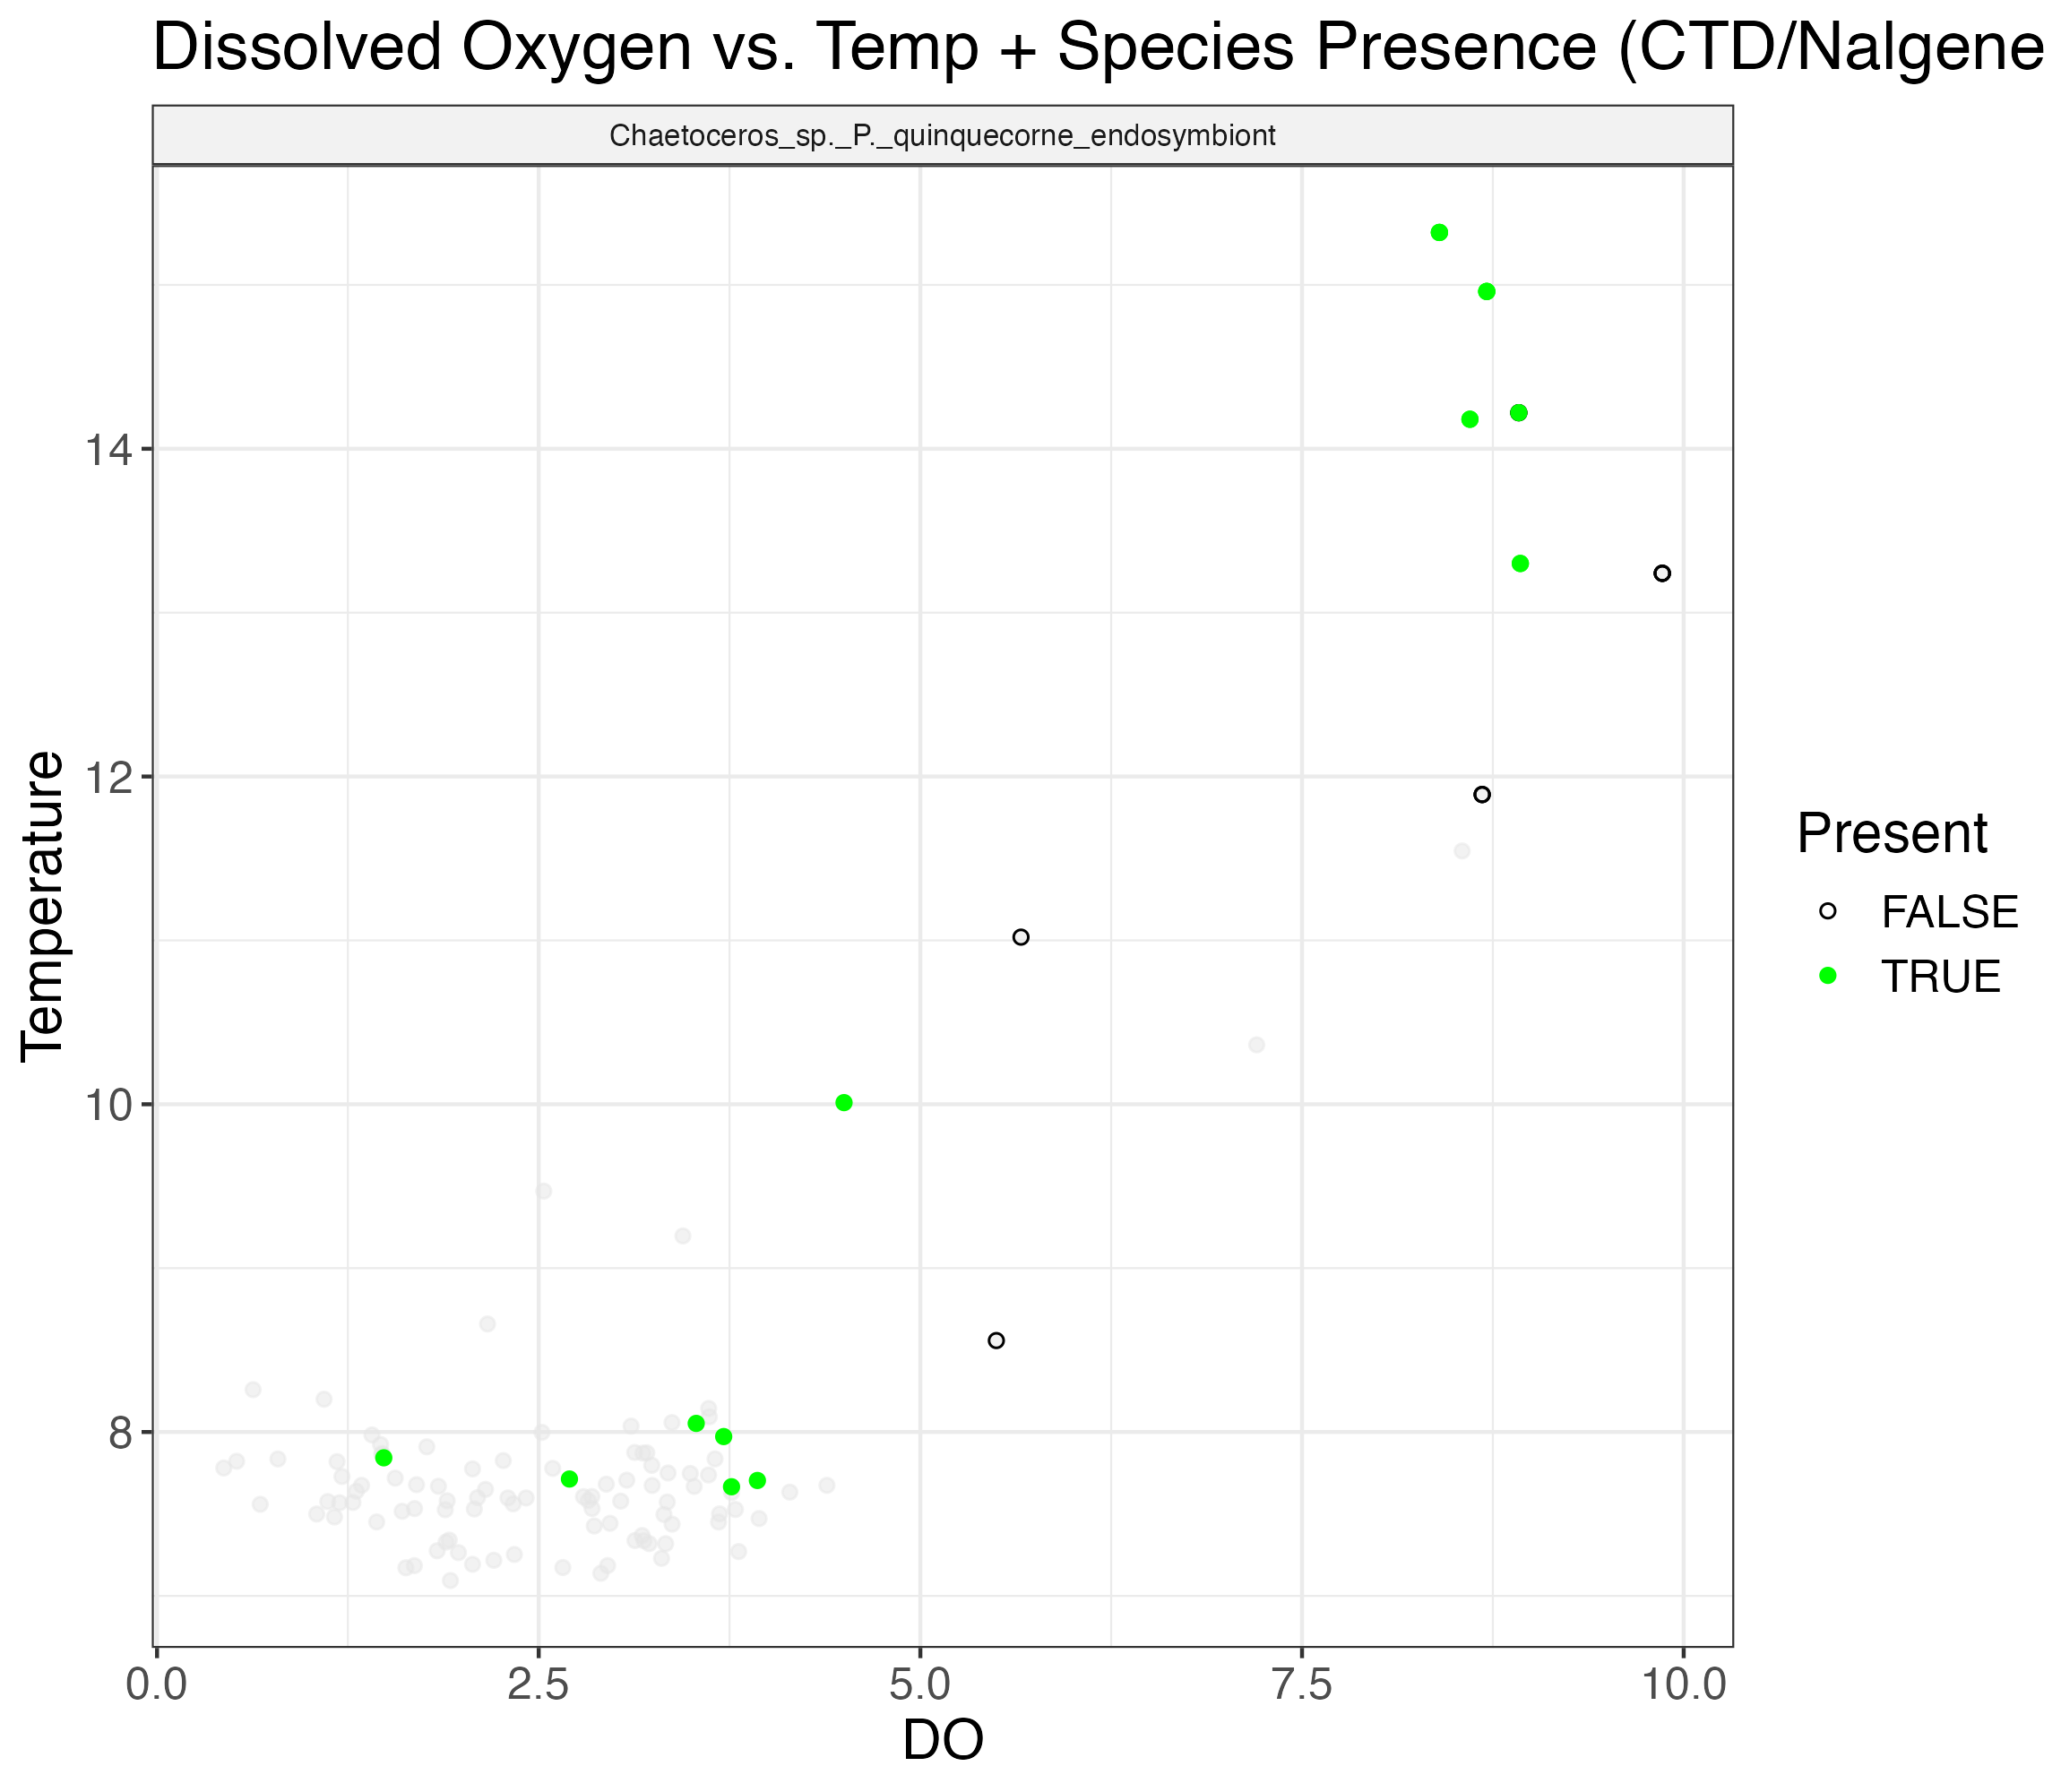 Dissolved Oxygen vs. Temp + Species Presence (CTD/Nalgene
Chaetoceros_sp._P._quinquecorne_endosymbiont
14
12
10
8
Temperature
0.0 2.5 5.0 7.5 10.0
DO
Present
FALSE
TRUE